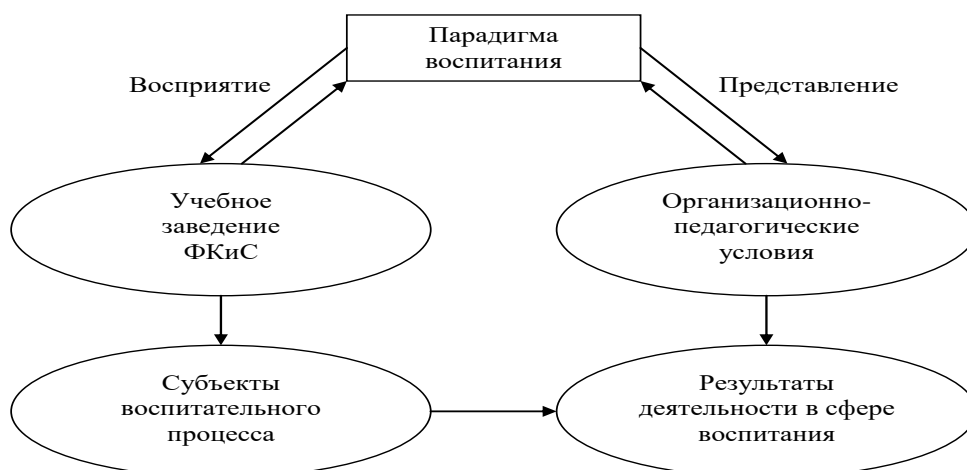 Парадигма
воспитания
Восприятие
Представление
Учебное
заведение
ФКиС
Организационно-
педагогические
условия
Субъекты
воспитательного
процесса
Результаты
деятельности в сфере
воспитания